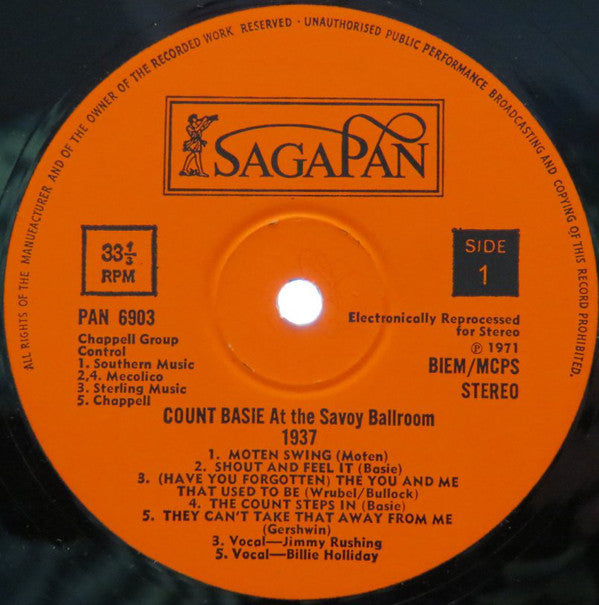 ALL RIGHTS OF THE MANUFACTURER AND OF THE OWNER OF THE RECORDED WORK RESERVED - UNAUTHORISED PUBLIC PERFORMANCE BROADCASTING AND COPYING OF THIS RECORD PROHIBITED.
SAGAPAN
33⅓
RPM
SIDE
1
PAN 6903
Chappell Group
Control
1. Southern Music
2,4. Mecolico
3. Sterling Music
5. Chappell
Electronically Reprocessed
for Stereo
℗ 1971
BIEM/MCPS
STEREO
COUNT BASIE At the Savoy Ballroom
1937
1. MOTEN SWING (Moten)
2. SHOUT AND FEEL IT (Basie)
3. (HAVE YOU FORGOTTEN) THE YOU AND ME
THAT USED TO BE (Wrubel/Bullock)
4. THE COUNT STEPS IN (Basie)
5. THEY CAN'T TAKE THAT AWAY FROM ME
(Gershwin)
3. Vocal—Jimmy Rushing
5. Vocal—Billie Holliday